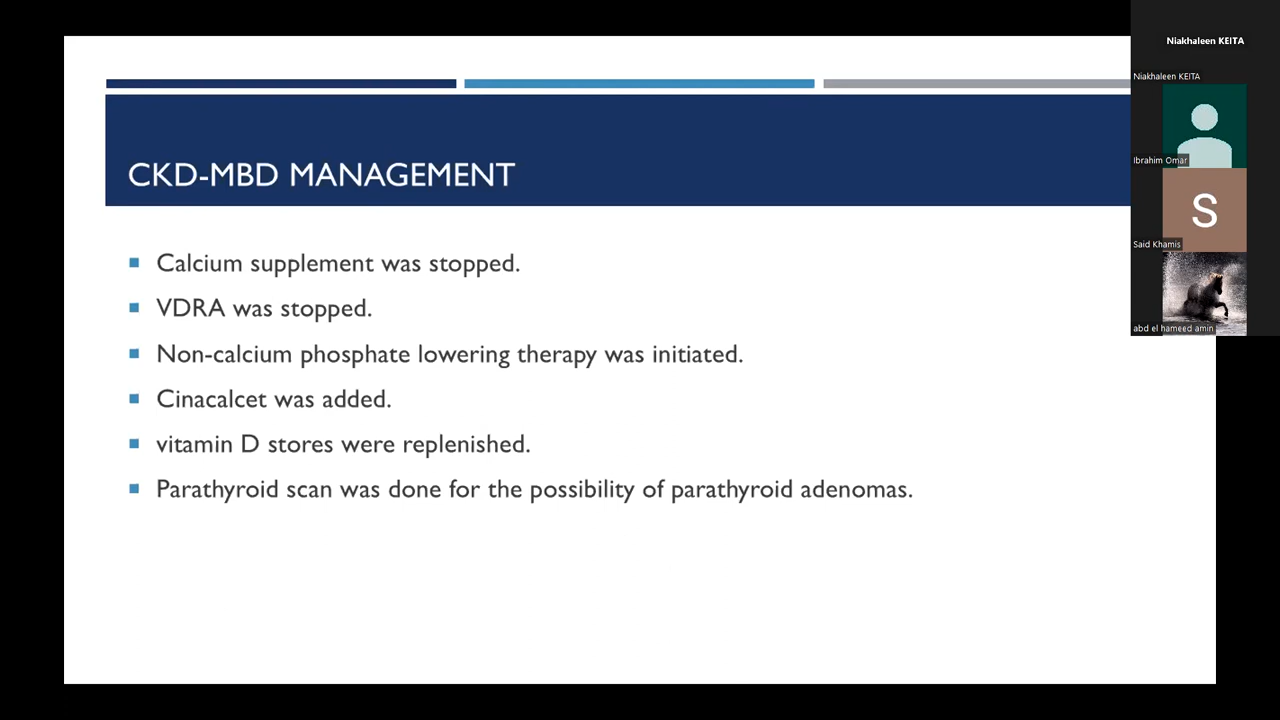 CKD-MBD MANAGEMENT
Calcium supplement was stopped.
VDRA was stopped.
Non-calcium phosphate lowering therapy was initiated.
Cinacalcet was added.
vitamin D stores were replenished.
Parathyroid scan was done for the possibility of parathyroid adenomas.
Niakhaleen KEITA
Niakhaleen KEITA
Ibrahim Omar
S
Said Khamis
abd el hameed amin